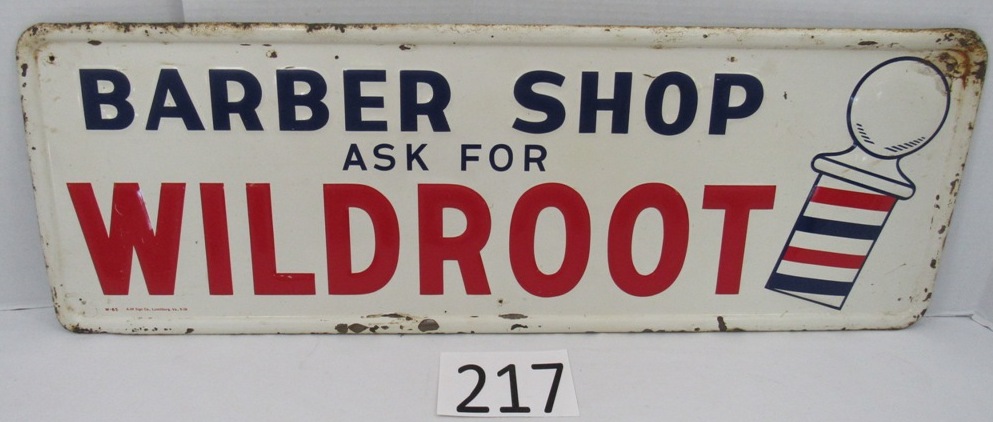 BARBER SHOP
ASK FOR
WILDROOT
217